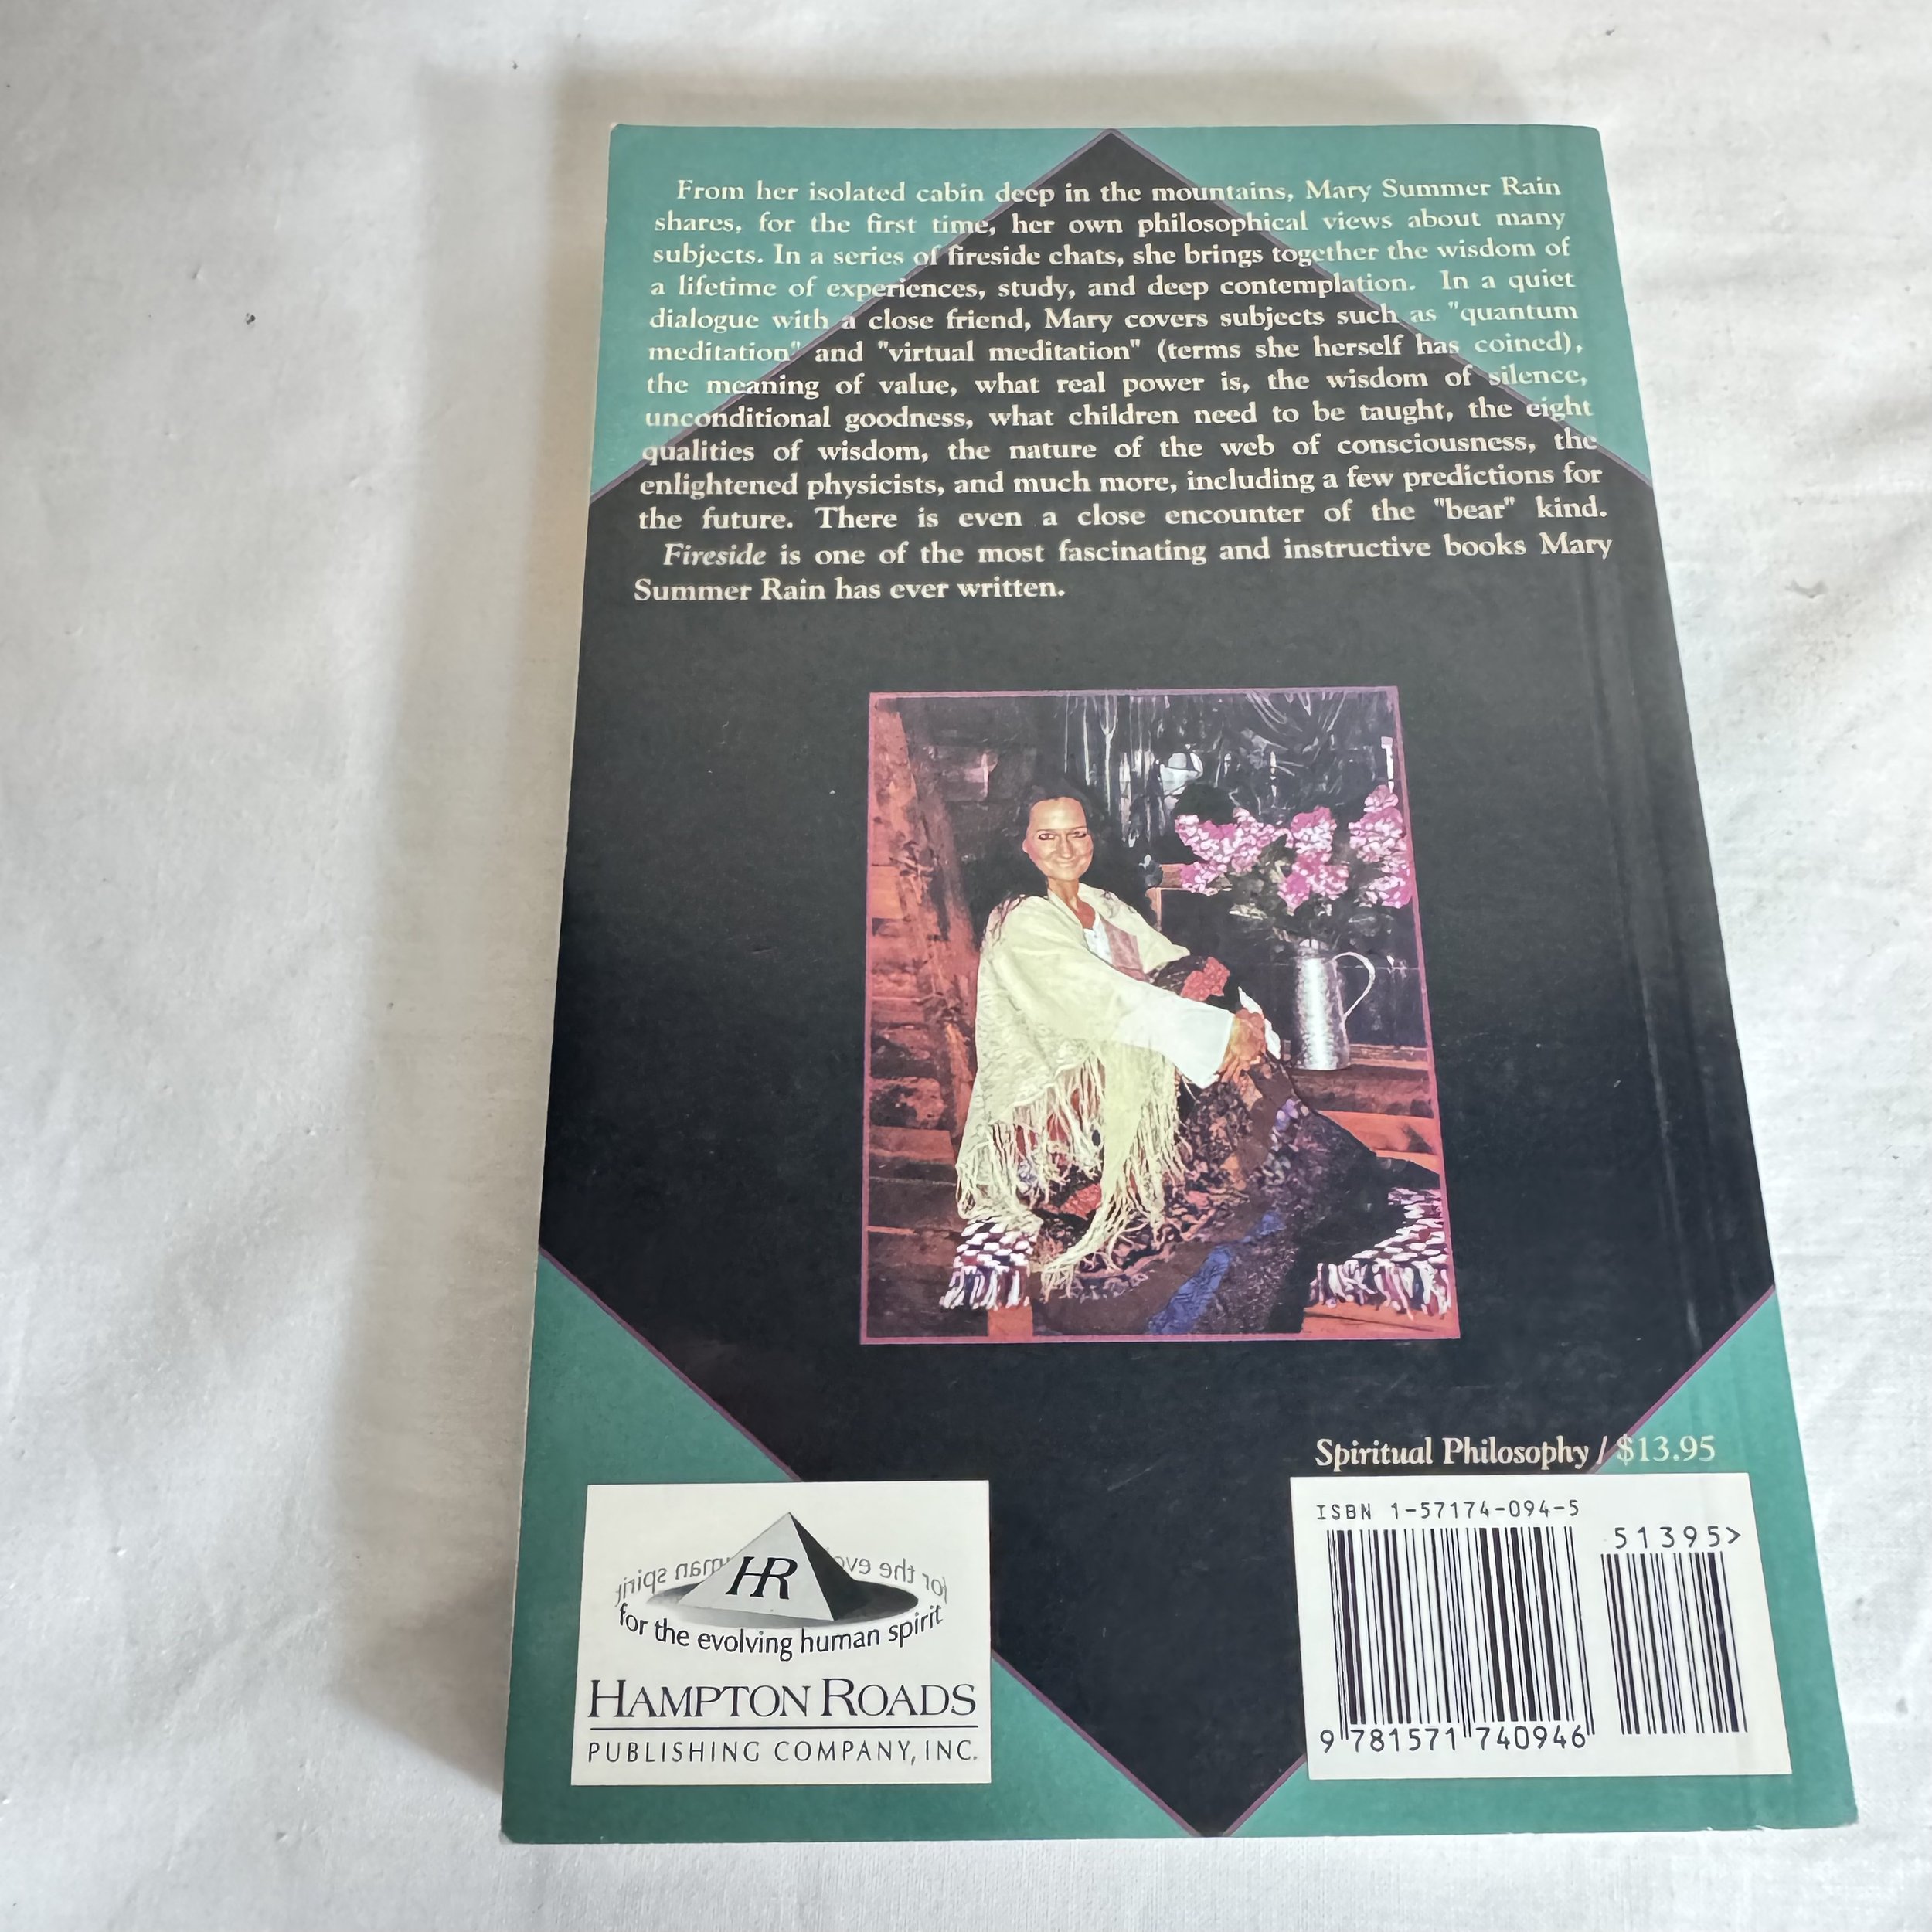 From her isolated cabin deep in the mountains, Mary Summer Rain
shares, for the first time, her own philosophical views about many
subjects. In a series of fireside chats, she brings together the wisdom of
a lifetime of experiences, study, and deep contemplation. In a quiet
dialogue with a close friend, Mary covers subjects such as "quantum
meditation" and "virtual meditation" (terms she herself has coined),
the meaning of value, what real power is, the wisdom of silence,
unconditional goodness, what children need to be taught, the eight
qualities of wisdom, the nature of the web of consciousness, the
enlightened physicists, and much more, including a few predictions for
the future. There is even a close encounter of the "bear" kind.
Fireside is one of the most fascinating and instructive books Mary
Summer Rain has ever written.
Spiritual Philosophy / $13.95
ISBN 1-57174-094-5
51395>
9 781571 740946
HR
for the evolving human spirit
HAMPTON ROADS
PUBLISHING COMPANY, INC.